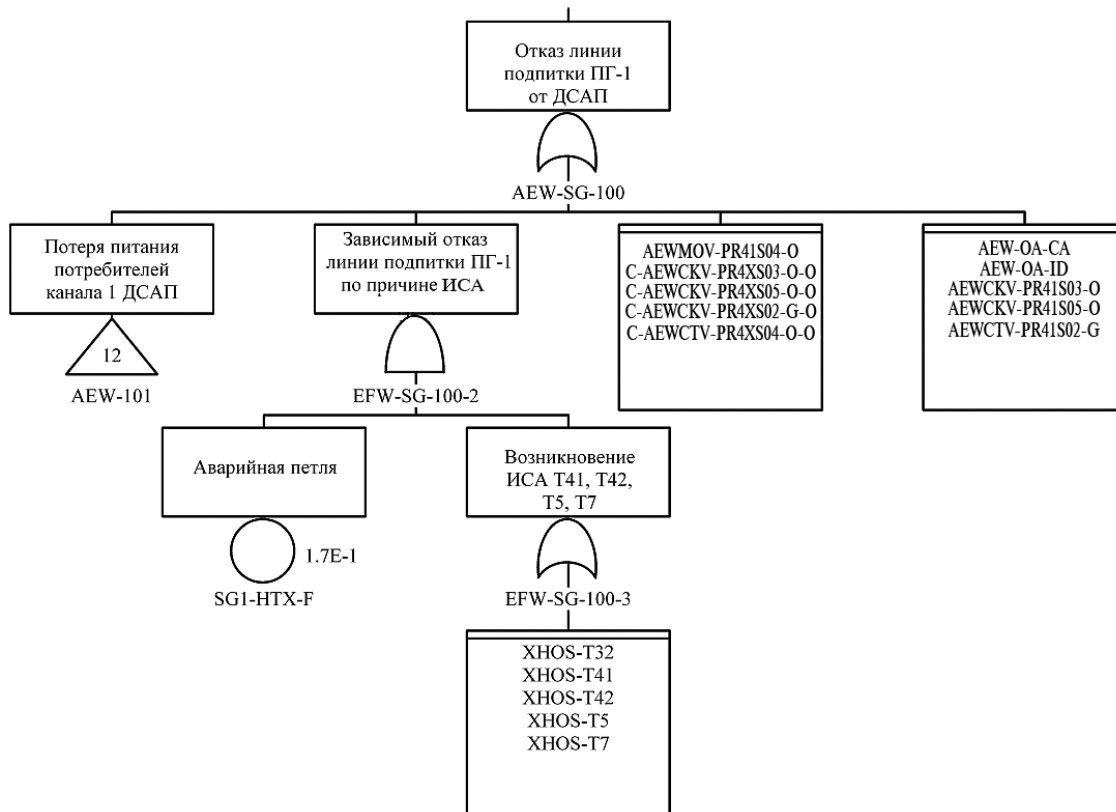 Отказ линии
подпитки ПГ-1
от ДСАП
AEW-SG-100
Потеря питания
потребителей
канала 1 ДСАП
12
AEW-101
Зависимый отказ
линии подпитки ПГ-1
по причине ИСА
EFW-SG-100-2
AEWMOV-PR41S04-O
C-AEWCKV-PR4XS03-O-O
C-AEWCKV-PR4XS05-O-O
C-AEWCKV-PR4XS02-G-O
C-AEWCTV-PR4XS04-O-O
AEW-OA-CA
AEW-OA-ID
AEWCKV-PR41S03-O
AEWCKV-PR41S05-O
AEWCTV-PR41S02-G
Аварийная петля
1.7E-1
SG1-HTX-F
Возникновение
ИСА Т41, Т42,
Т5, Т7
EFW-SG-100-3
XHOS-T32
XHOS-T41
XHOS-T42
XHOS-T5
XHOS-T7